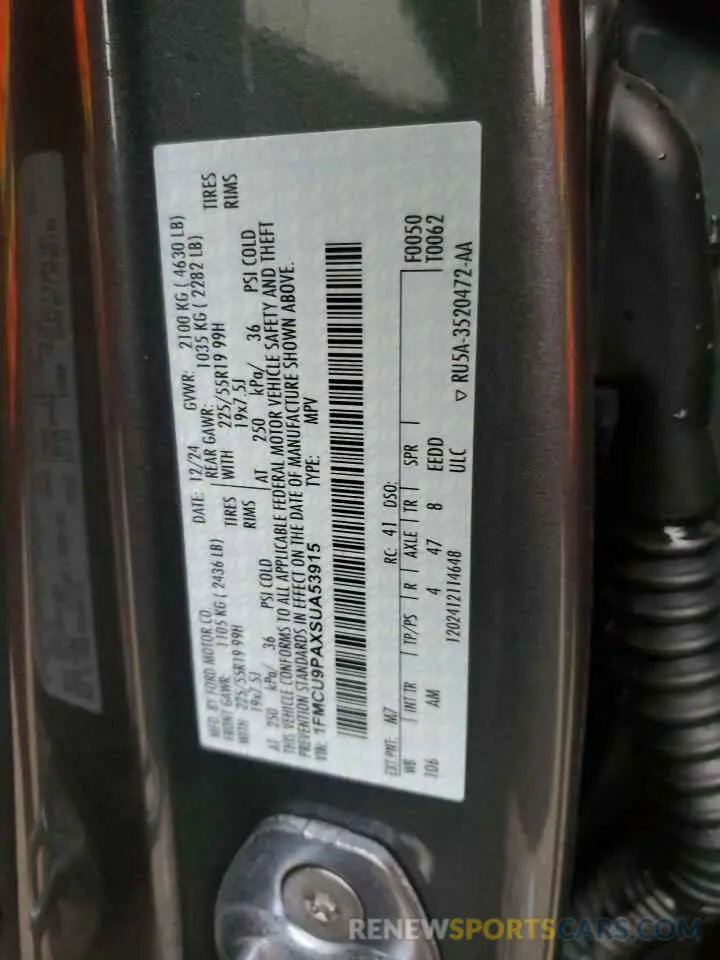 MFD. BY FORD MOTOR CO.
DATE: 12/24 GVWR: 2100 KG ( 4630 LB)
FRONT GAWR: 1105 KG ( 2436 LB) REAR GAWR: 1035 KG ( 2282 LB)
WITH 225/55R19 99H TIRES WITH 225/55R19 99H TIRES
19x7.5J RIMS 19x7.5J RIMS
AT 250 kPa/ 36 PSI COLD AT 250 kPa/ 36 PSI COLD
THIS VEHICLE CONFORMS TO ALL APPLICABLE FEDERAL MOTOR VEHICLE SAFETY AND THEFT
PREVENTION STANDARDS IN EFFECT ON THE DATE OF MANUFACTURE SHOWN ABOVE.
VIN: 1FMCU9PAXSUA53915 TYPE: MPV
EXT PNT: M7 RC: 41 DSO: F0050
WB INT TR TP/PS R AXLE TR SPR T0062
106 AM 4 47 8 EEDD
1202412114648 ULC ▽ RU5A-3520472-AA
RENEWSPORTSCARS.COM